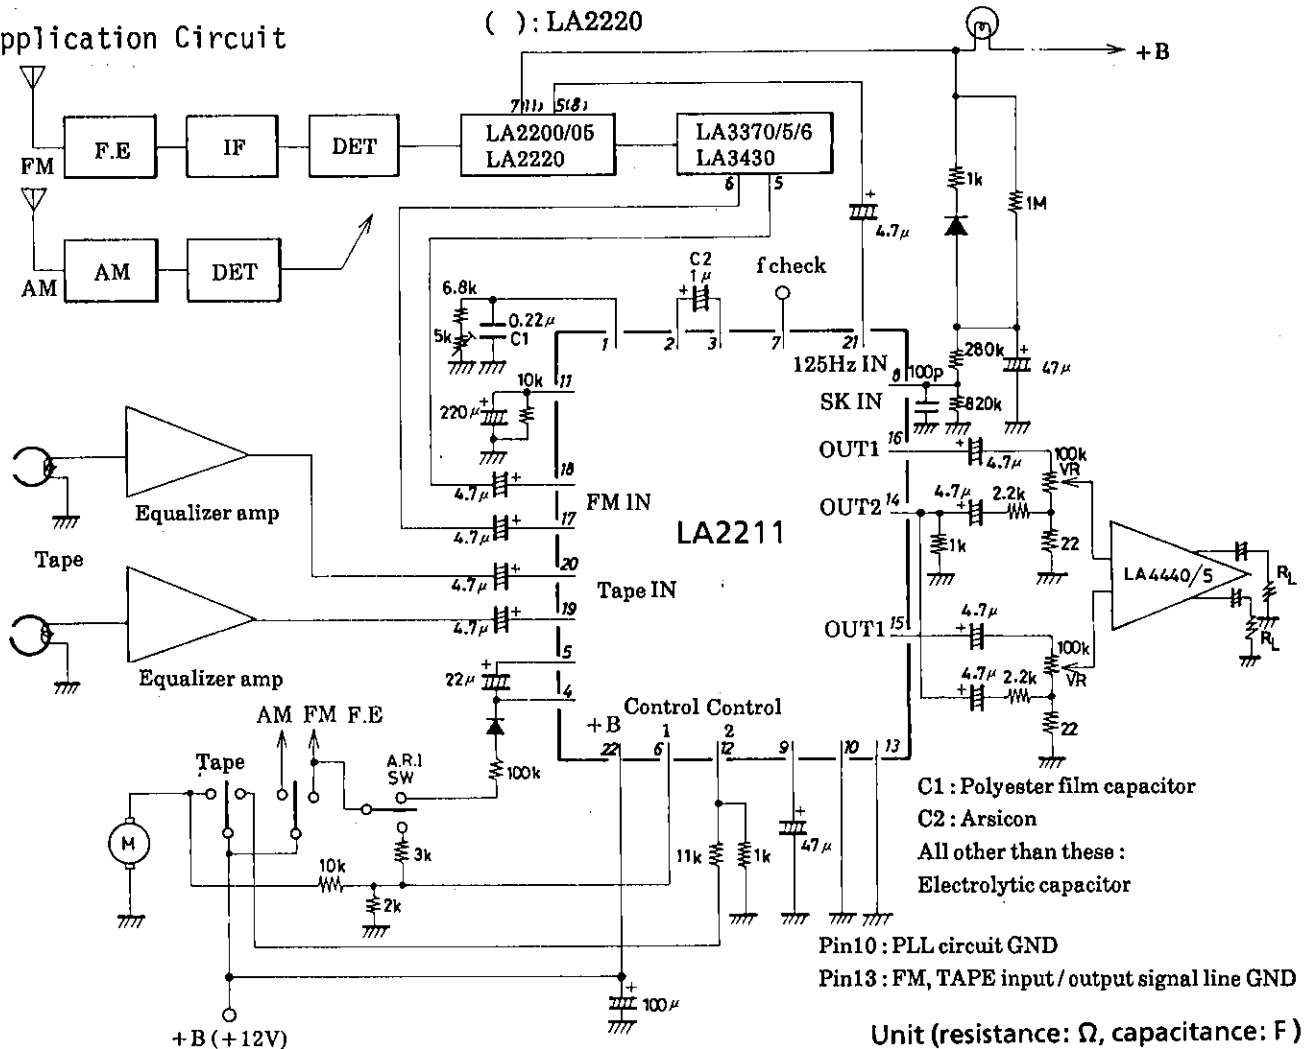 pplication Circuit
( ): LA2220
+B
7(1) 5(8)
FM
F.E
IF
DET
LA2200/05
LA2220
LA3370/5/6
LA3430
6 5
AM
AM
DET
1k
1M
+
4.7μ
C2
1μ
+
f check
6.8k
5k
0.22μ
C1
1 2 3 7 21
125Hz IN
280k
+
47μ
8 100p
SK IN
820k
10k
11
220μ
+
16
OUT1
+
4.7μ
100k
VR
18
4.7μ
+
FM IN
17
4.7μ
+
14
OUT2
4.7μ
+
2.2k
1k
22
LA2211
Equalizer amp
Tape
20
4.7μ
+
Tape IN
19
4.7μ
+
LA4440/5
RL
RL
15
OUT1
4.7μ
+
100k
VR
4.7μ
+
2.2k
22
Equalizer amp
5
22μ
+
4
+B
Control Control
1 2
22 6 12 9 10 13
AM FM F.E
Tape
A.R.I
SW
100k
M
3k
10k
2k
11k
1k
+
47μ
C1 : Polyester film capacitor
C2 : Arsicon
All other than these :
Electrolytic capacitor
Pin10 : PLL circuit GND
Pin13 : FM, TAPE input / output signal line GND
+
100μ
+B (+12V)
Unit (resistance: Ω, capacitance: F)